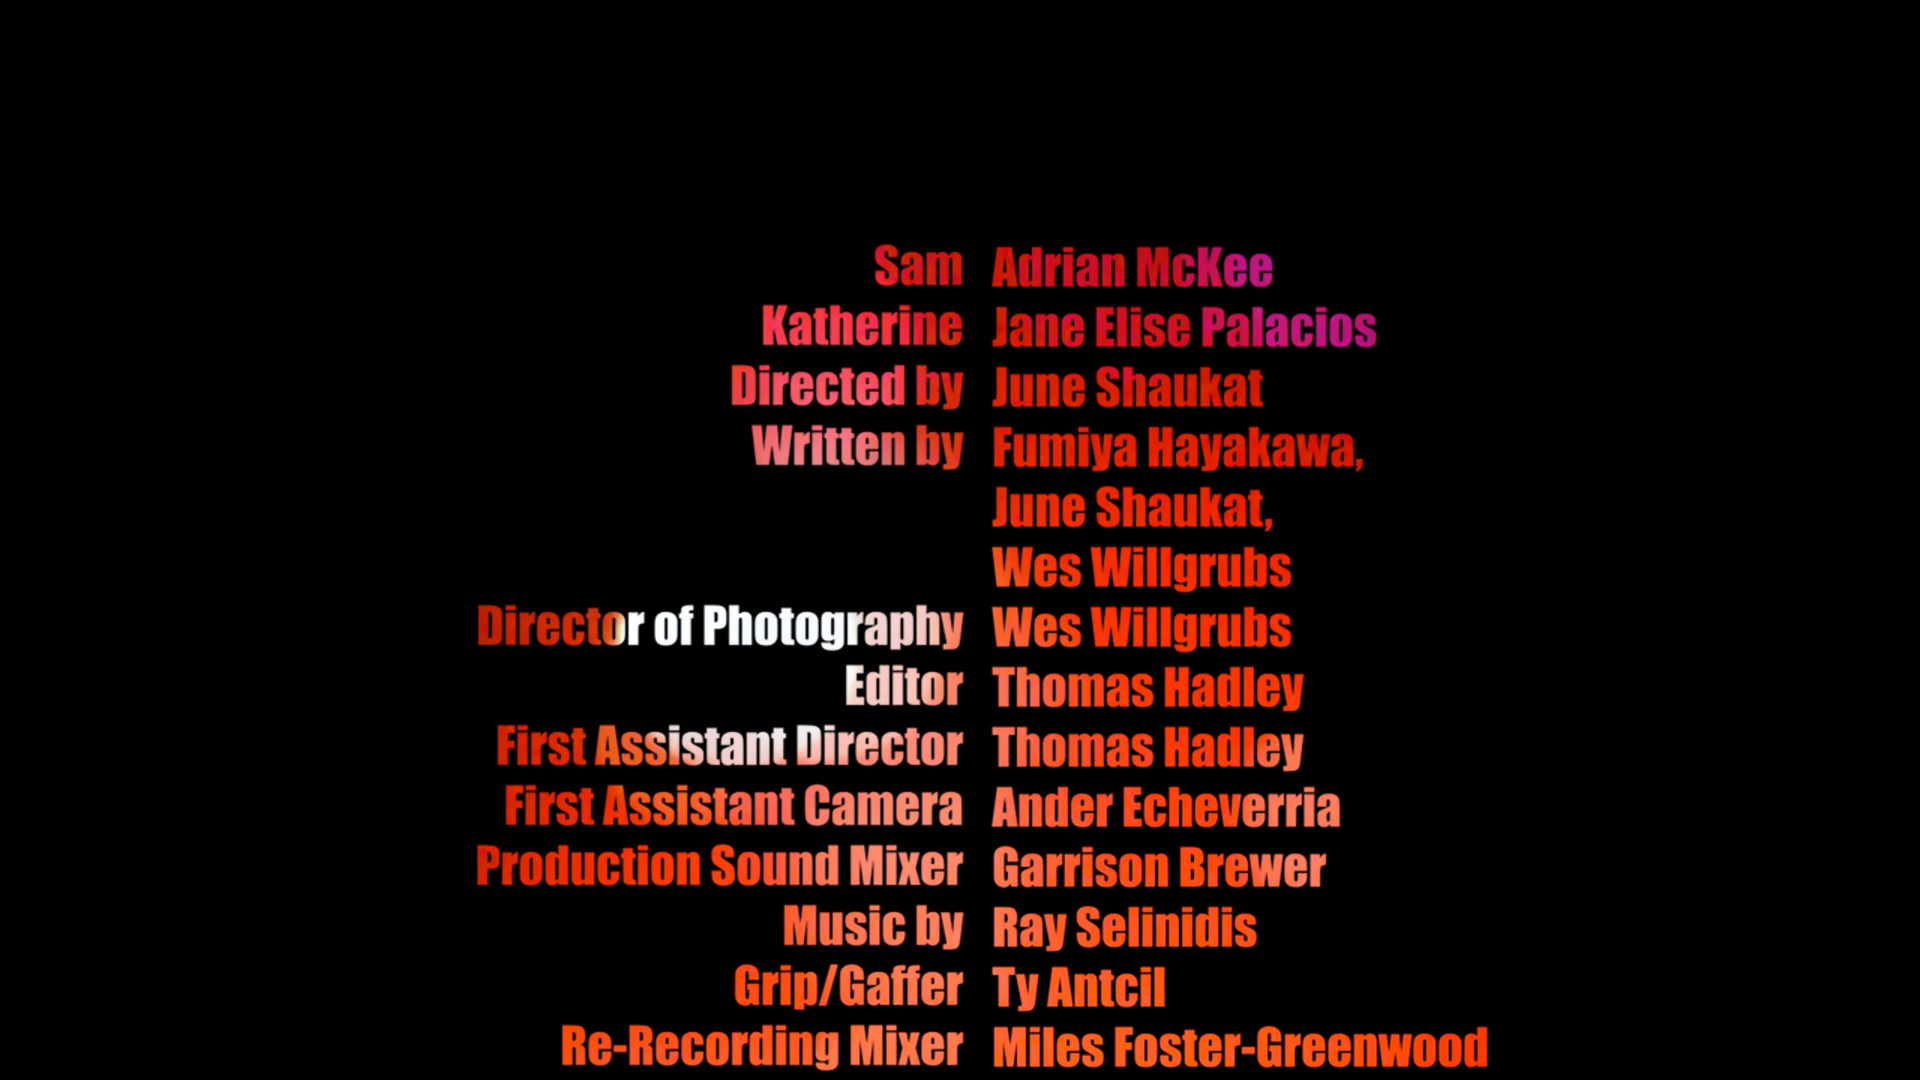 Sam Adrian McKee
Katherine Jane Elise Palacios
Directed by June Shaukat
Written by Fumiya Hayakawa,
June Shaukat,
Wes Willgrubs
Director of Photography Wes Willgrubs
Editor Thomas Hadley
First Assistant Director Thomas Hadley
First Assistant Camera Ander Echeverria
Production Sound Mixer Garrison Brewer
Music by Ray Selinidis
Grip/Gaffer Ty Antcil
Re-Recording Mixer Miles Foster-Greenwood